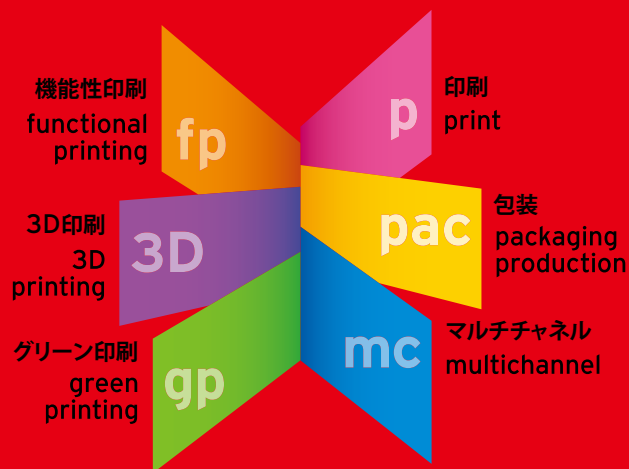 機能性印刷
functional
printing
fp
p
印刷
print
3D印刷
3D
printing
3D
pac
包装
packaging
production
グリーン印刷
green
printing
gp
mc
マルチチャネル
multichannel